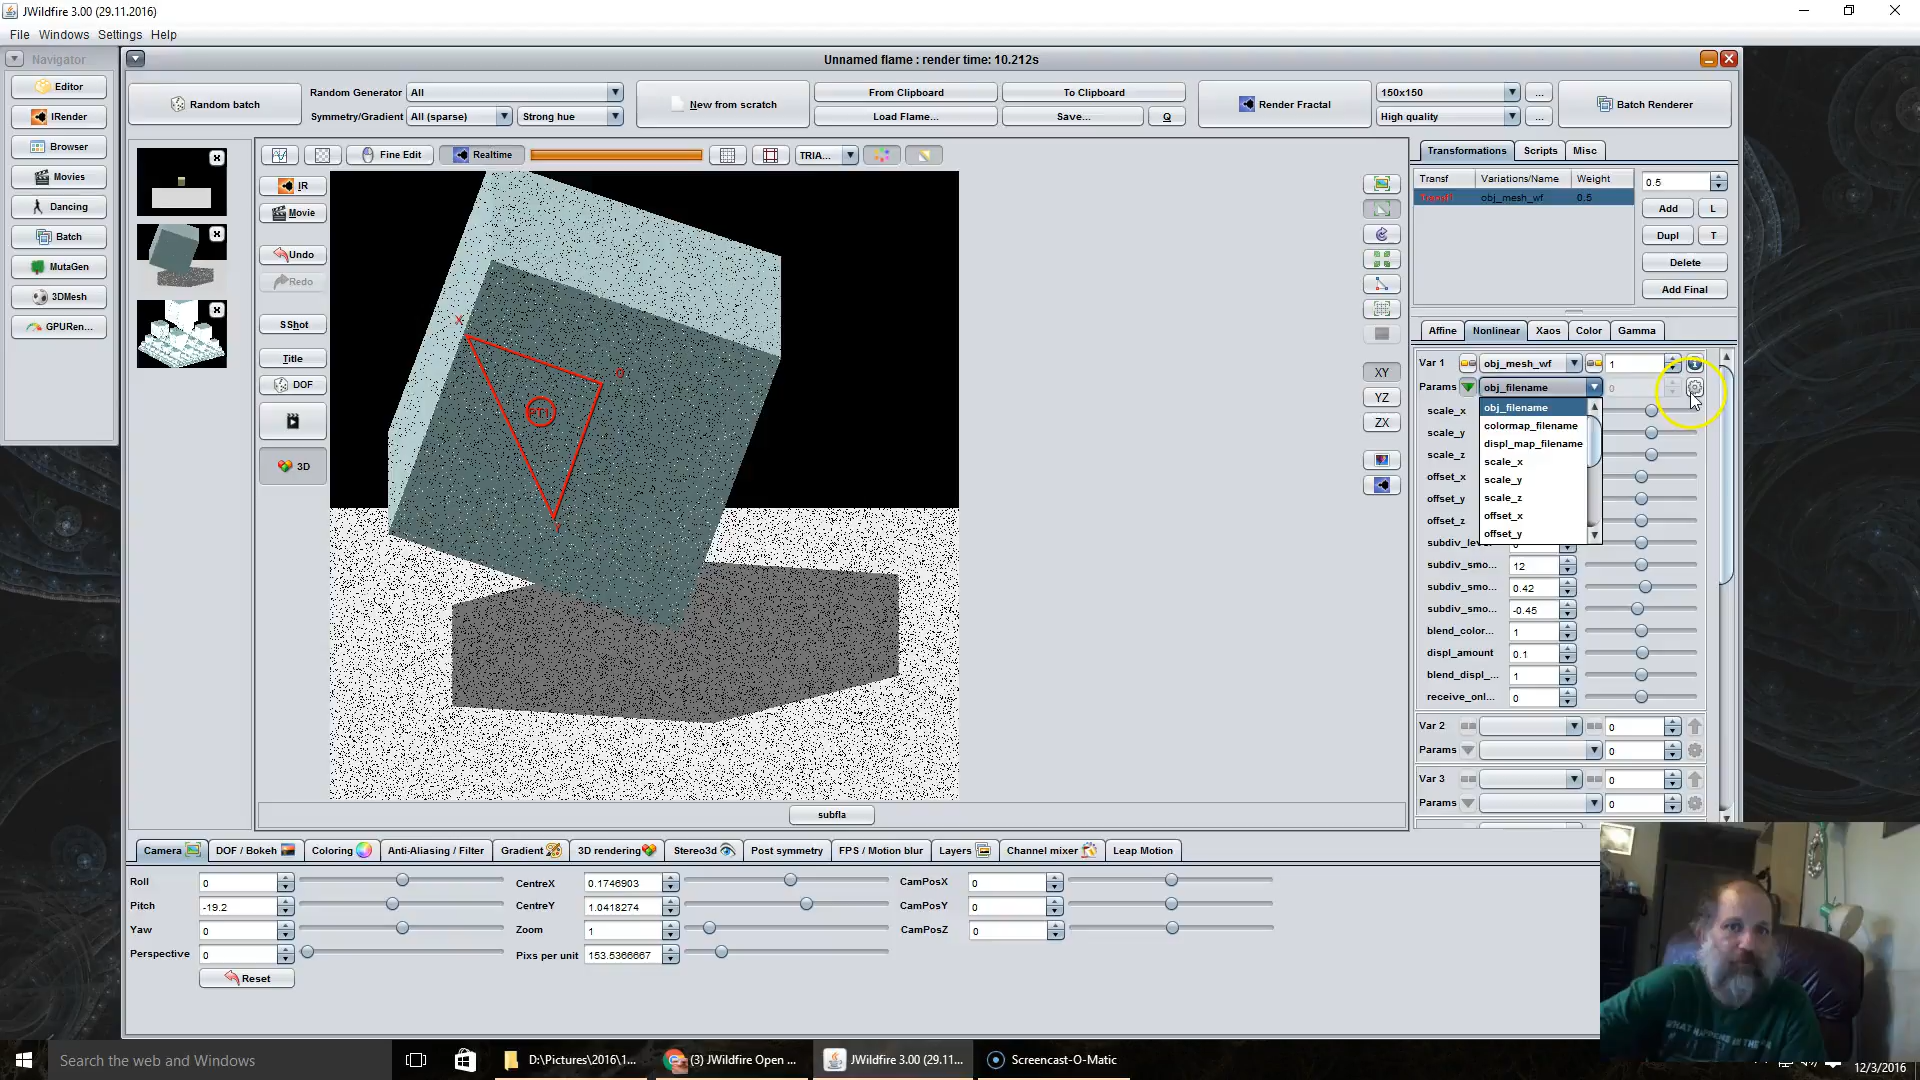 JWildfire 3.00 (29.11.2016)
File Windows Settings Help
Navigator
Unnamed flame : render time: 10.212s
Editor
IRender
Browser
Movies
Dancing
Batch
MutaGen
3DMesh
GPURen...
Random batch
Random Generator All
Symmetry/Gradient All (sparse) Strong hue
New from scratch
From Clipboard To Clipboard
Load Flame... Save... Q
Render Fractal
150x150 ...
High quality ...
Batch Renderer
Fine Edit Realtime TRIA...
IR
Movie
Undo
Redo
SShot
Title
DOF
3D
X
O
PT1
Y
XY
YZ
ZX
subfla
Transformations Scripts Misc
Transf Variations/Name Weight
Transf1 obj_mesh_wf 0.5
0.5
Add L
Dupl T
Delete
Add Final
Affine Nonlinear Xaos Color Gamma
Var 1 obj_mesh_wf 1
Params obj_filename 0
obj_filename
colormap_filename
displ_map_filename
scale_x
scale_y
scale_z
offset_x
offset_y
scale_x
scale_y
scale_z
offset_x
offset_y
offset_z
subdiv_leve
subdiv_smo... 12
subdiv_smo... 0.42
subdiv_smo... -0.45
blend_color... 1
displ_amount 0.1
blend_displ_... 1
receive_onl... 0
Var 2 0
Params 0
Var 3 0
Params 0
Camera DOF / Bokeh Coloring Anti-Aliasing / Filter Gradient 3D rendering Stereo3d Post symmetry FPS / Motion blur Layers Channel mixer Leap Motion
Roll 0 CentreX 0.1746903 CamPosX 0
Pitch -19.2 CentreY 1.0418274 CamPosY 0
Yaw 0 Zoom 1 CamPosZ 0
Perspective 0 Pixs per unit 153.5366667
Reset
WHAT HAPPENS
Search the web and Windows
D:\Pictures\2016\1...
(3) JWildfire Open ...
JWildfire 3.00 (29.11...
Screencast-O-Matic
12/3/2016